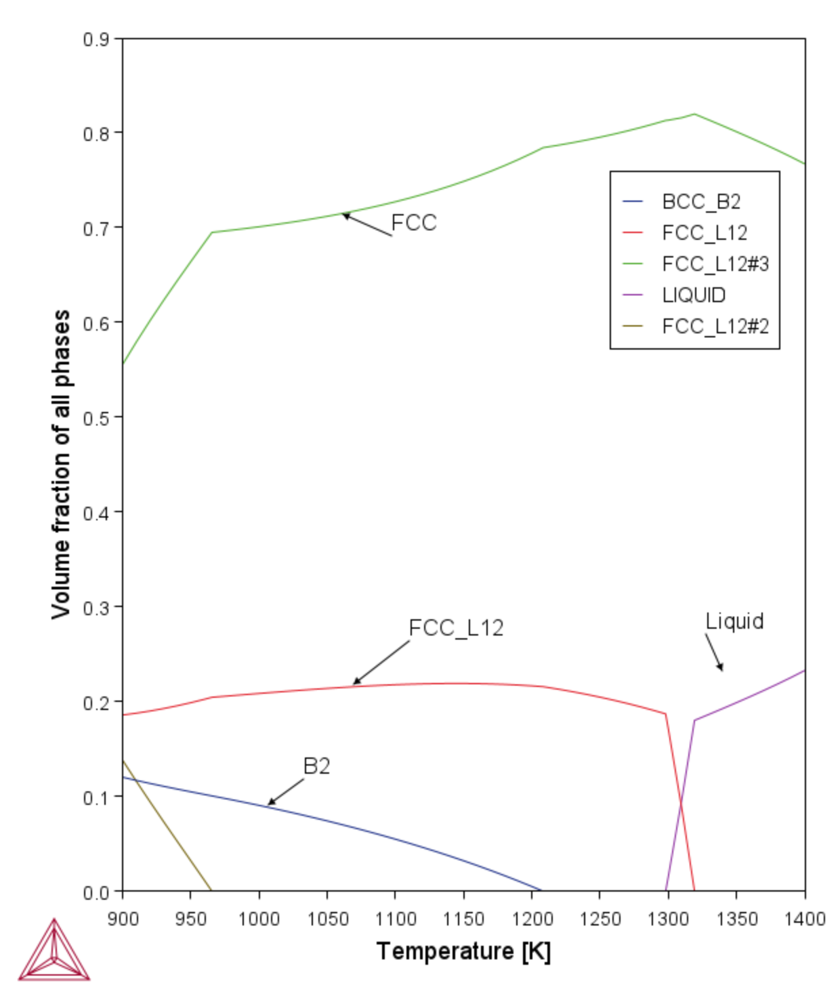 0.9
0.8
0.7
0.6
0.5
0.4
0.3
0.2
0.1
0.0
Volume fraction of all phases
FCC
BCC_B2
FCC_L12
FCC_L12#3
LIQUID
FCC_L12#2
FCC_L12
Liquid
B2
900 950 1000 1050 1100 1150 1200 1250 1300 1350 1400
Temperature [K]